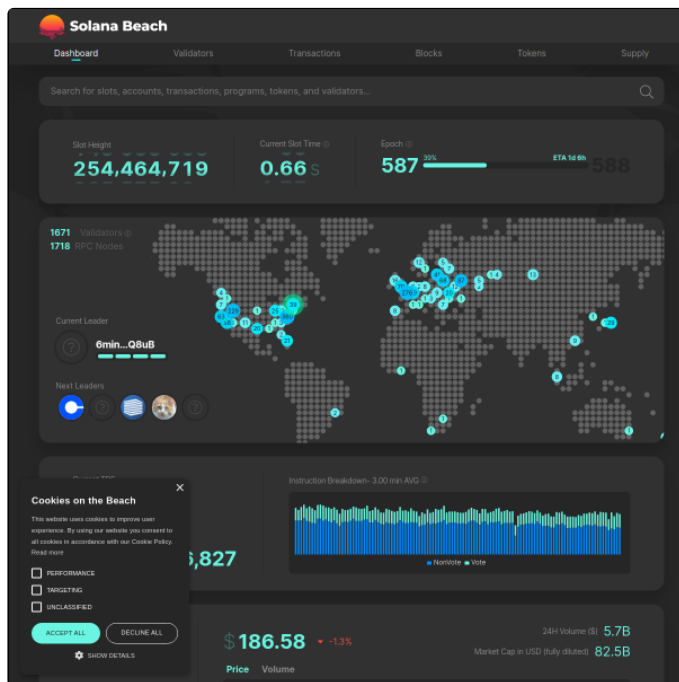 Solana Beach
Dashboard Validators Transactions Blocks Tokens Supply
Search for slots, accounts, transactions, programs, tokens, and validators...
Slot Height
254,464,719
Current Slot Time
0.66 S
Epoch
587 39% ETA 1d 6h 588
1671 Validators
1718 RPC Nodes
Current Leader
6min...Q8uB
Next Leaders
Instruction Breakdown- 3.00 min AVG
NonVote Vote
,827
Cookies on the Beach
This website uses cookies to improve user
experience. By using our website you consent to
all cookies in accordance with our Cookie Policy.
Read more
PERFORMANCE
TARGETING
UNCLASSIFIED
ACCEPT ALL DECLINE ALL
SHOW DETAILS
$186.58 -1.3%
Price Volume
24H Volume ($) 5.7B
Market Cap in USD (fully diluted) 82.5B